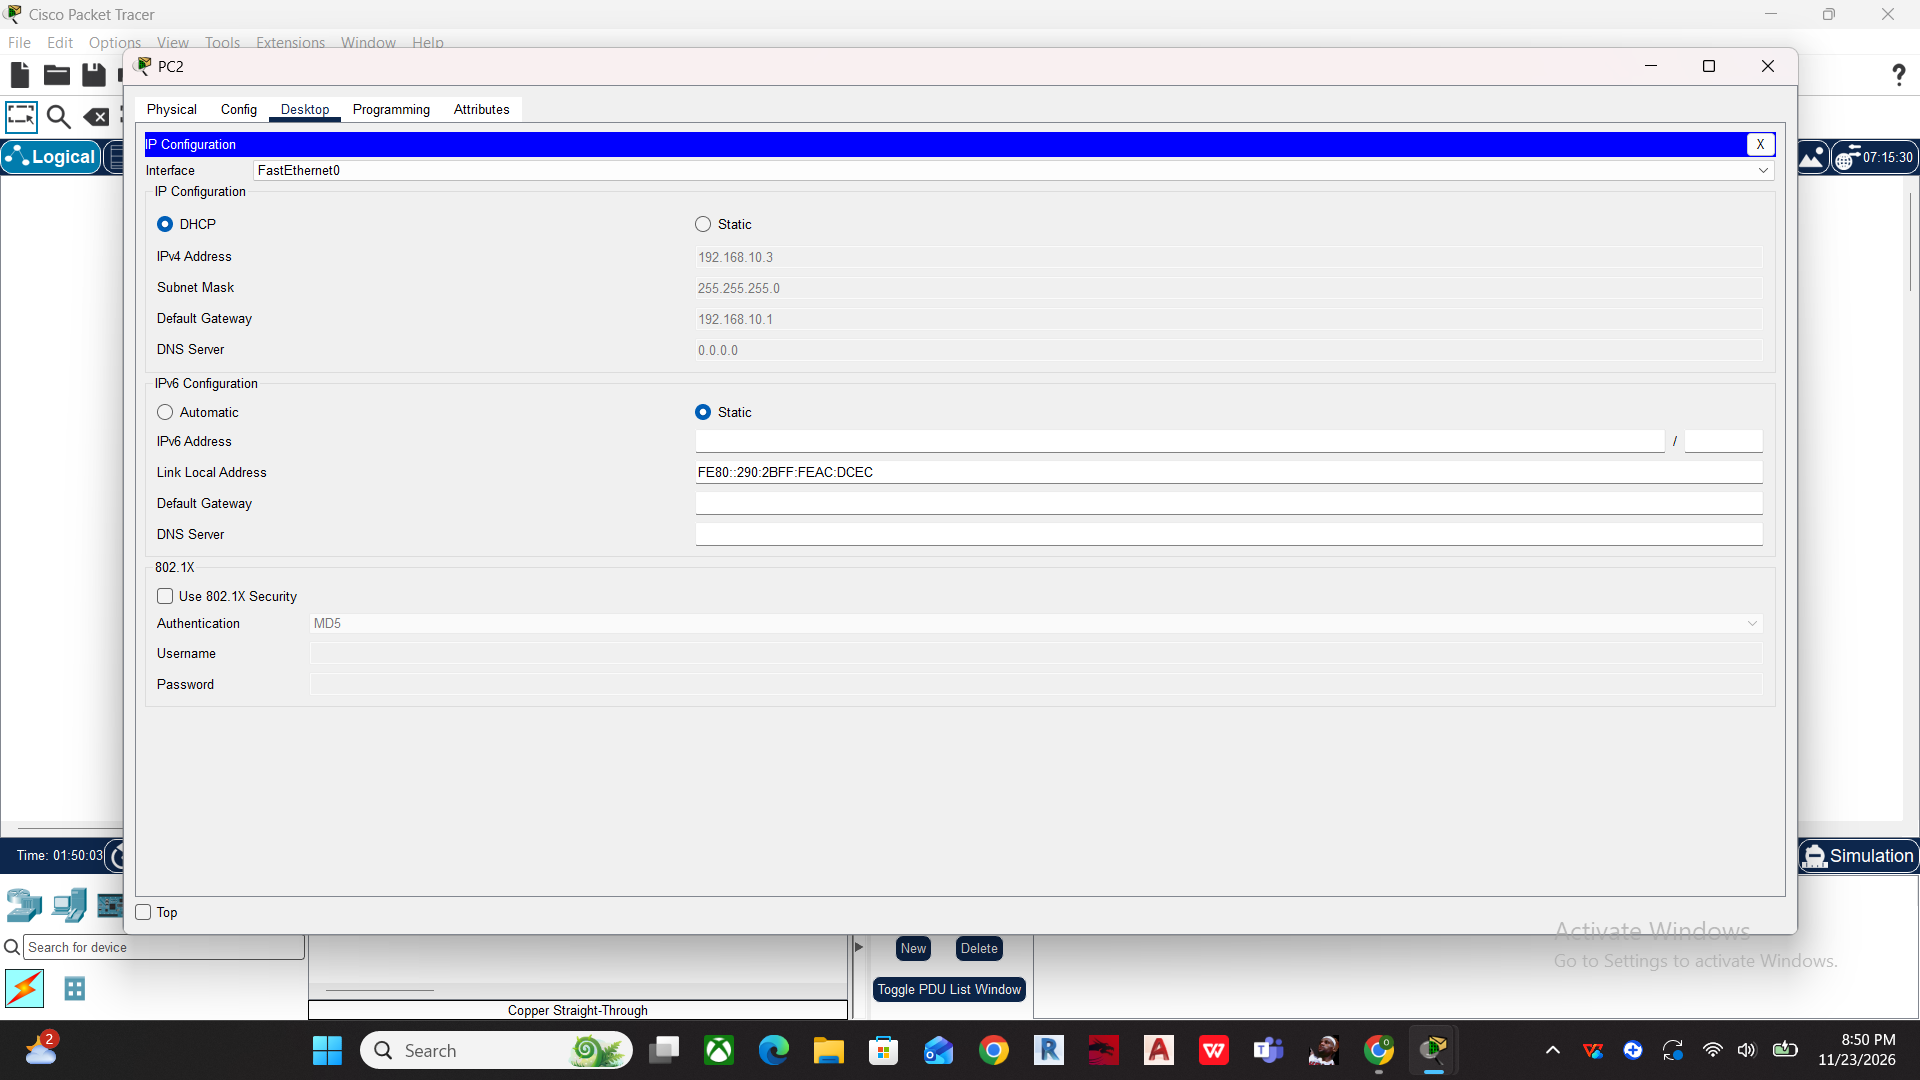 Cisco Packet Tracer
File Edit Options View Tools Extensions Window Help
PC2
Physical Config Desktop Programming Attributes
IP Configuration X
Logical
07:15:30
Interface FastEthernet0
IP Configuration
DHCP Static
IPv4 Address 192.168.10.3
Subnet Mask 255.255.255.0
Default Gateway 192.168.10.1
DNS Server 0.0.0.0
IPv6 Configuration
Automatic Static
IPv6 Address /
Link Local Address FE80::290:2BFF:FEAC:DCEC
Default Gateway
DNS Server
802.1X
Use 802.1X Security
Authentication MD5
Username
Password
Time: 01:50:03
Simulation
Top
Activate Windows
Go to Settings to activate Windows.
Search for device
New Delete
Toggle PDU List Window
Copper Straight-Through
2
Search
8:50 PM
11/23/2026